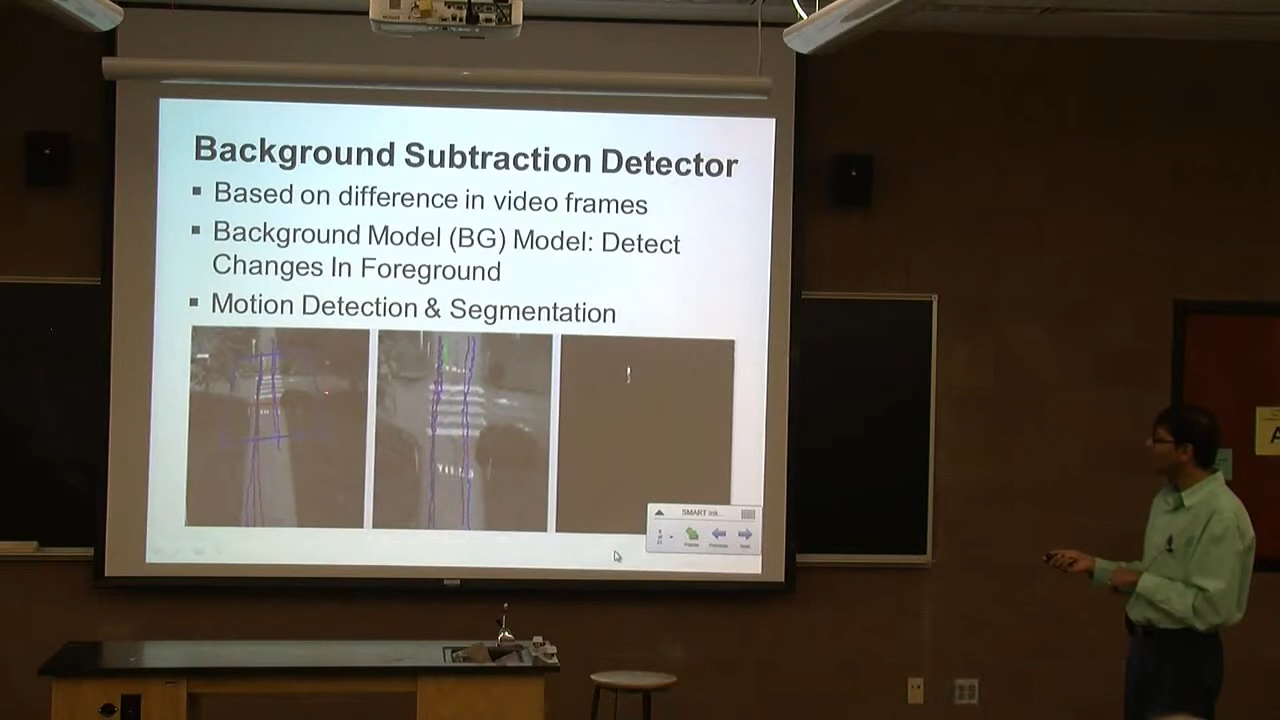 Background Subtraction Detector
Based on difference in video frames
Background Model (BG) Model: Detect
Changes In Foreground
Motion Detection & Segmentation
SMART Ink
Previous
A